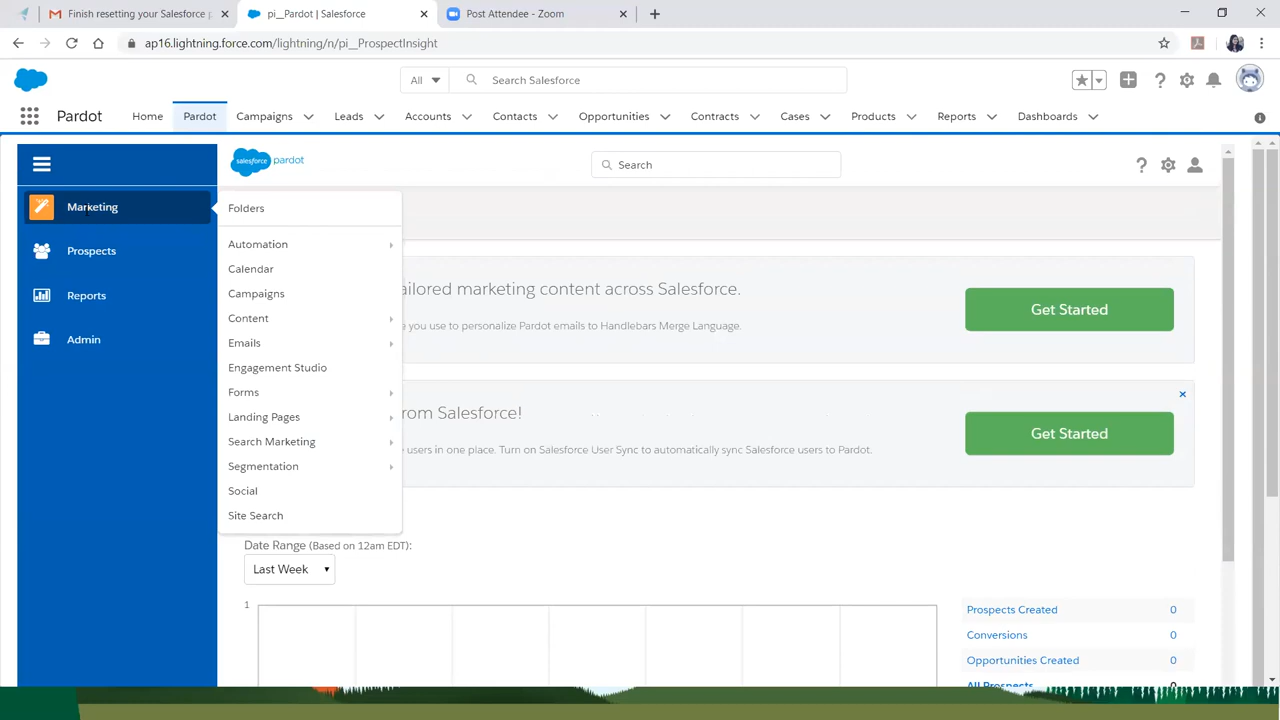 Finish resetting your Salesforce p
pi__Pardot | Salesforce
Post Attendee - Zoom
ap16.lightning.force.com/lightning/n/pi__ProspectInsight
All
Search Salesforce
Pardot
Home
Pardot
Campaigns
Leads
Accounts
Contacts
Opportunities
Contracts
Cases
Products
Reports
Dashboards
salesforce pardot
Search
Marketing
Prospects
Reports
Admin
Folders
Automation
Calendar
Campaigns
Content
Emails
Engagement Studio
Forms
Landing Pages
Search Marketing
Segmentation
Social
Site Search
ailored marketing content across Salesforce.
e you use to personalize Pardot emails to Handlebars Merge Language.
Get Started
rom Salesforce!
users in one place. Turn on Salesforce User Sync to automatically sync Salesforce users to Pardot.
Get Started
Date Range (Based on 12am EDT):
Last Week
1
Prospects Created 0
Conversions 0
Opportunities Created 0
All Prospects 0